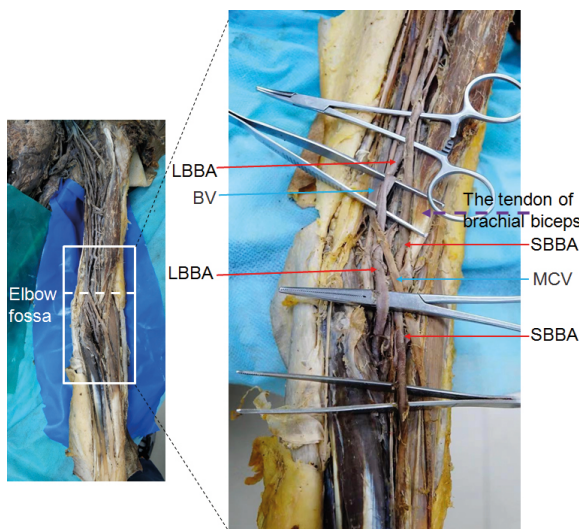 LBBA
BV
The tendon of
brachial biceps
SBBA
LBBA
MCV
SBBA
Elbow
fossa